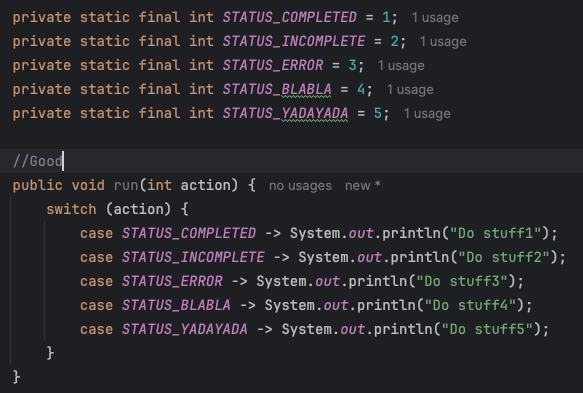 private static final int STATUS_COMPLETED = 1; 1 usage
private static final int STATUS_INCOMPLETE = 2; 1 usage
private static final int STATUS_ERROR = 3; 1 usage
private static final int STATUS_BLABLA = 4; 1 usage
private static final int STATUS_YADAYADA = 5; 1 usage
//Good
public void run(int action) { no usages new *
switch (action) {
case STATUS_COMPLETED -> System.out.println("Do stuff1");
case STATUS_INCOMPLETE -> System.out.println("Do stuff2");
case STATUS_ERROR -> System.out.println("Do stuff3");
case STATUS_BLABLA -> System.out.println("Do stuff4");
case STATUS_YADAYADA -> System.out.println("Do stuff5");
}
}